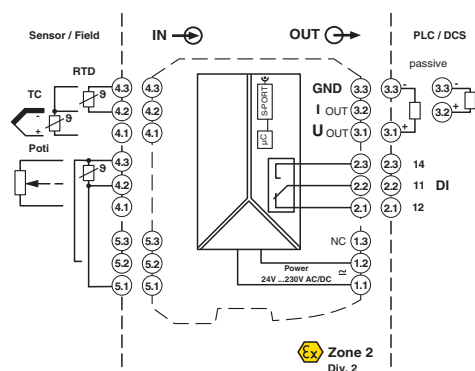 Sensor / Field
IN
OUT
PLC / DCS
RTD
TC
-
+
ϑ
ϑ
4.3
4.2
4.1
4.3
4.2
4.1
S-PORT
µC
GND
I OUT
U OUT
3.3
3.2
3.1
3.3
3.2
3.1
-
+
passive
3.3
3.2
-
+
Poti
ϑ
4.3
4.2
4.1
2.3
2.2
2.1
2.3
2.2
2.1
14
11
12
DI
5.3
5.2
5.1
5.3
5.2
5.1
NC
1.3
1.2
1.1
Power
24V ...230V AC/DC
≂
Ex
Zone 2
Div. 2